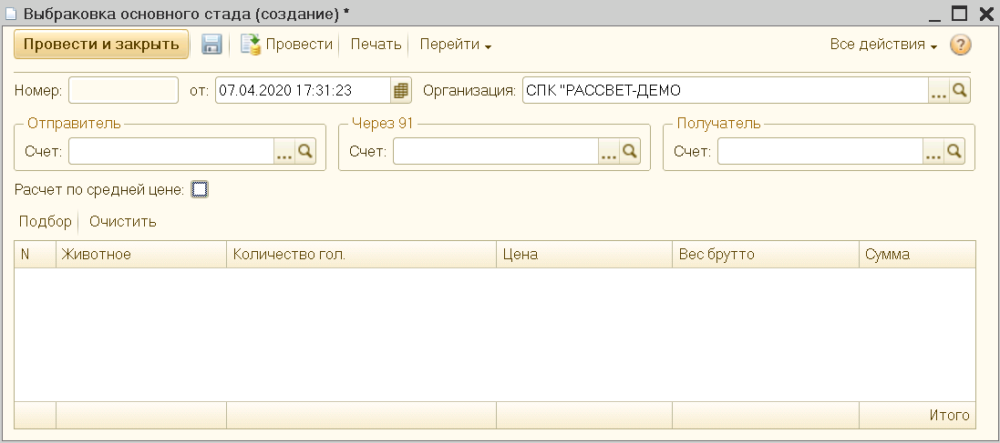 Выбраковка основного стада (создание) *
Провести и закрыть Провести Печать Перейти Все действия ?
Номер: от: 07.04.2020 17:31:23 Организация: СПК "РАССВЕТ-ДЕМО ...
Отправитель Через 91 Получатель
Счет: ... Счет: ... Счет: ...
Расчет по средней цене:
Подбор Очистить
N Животное Количество гол. Цена Вес брутто Сумма
Итого